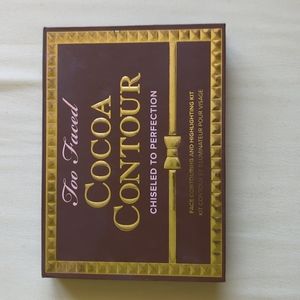 Too Faced
COCOA
CONTOUR
CHISELED TO PERFECTION
FACE CONTOURING AND HIGHLIGHTING KIT
KIT CONTOUR ET ILLUMINATEUR POUR VISAGE